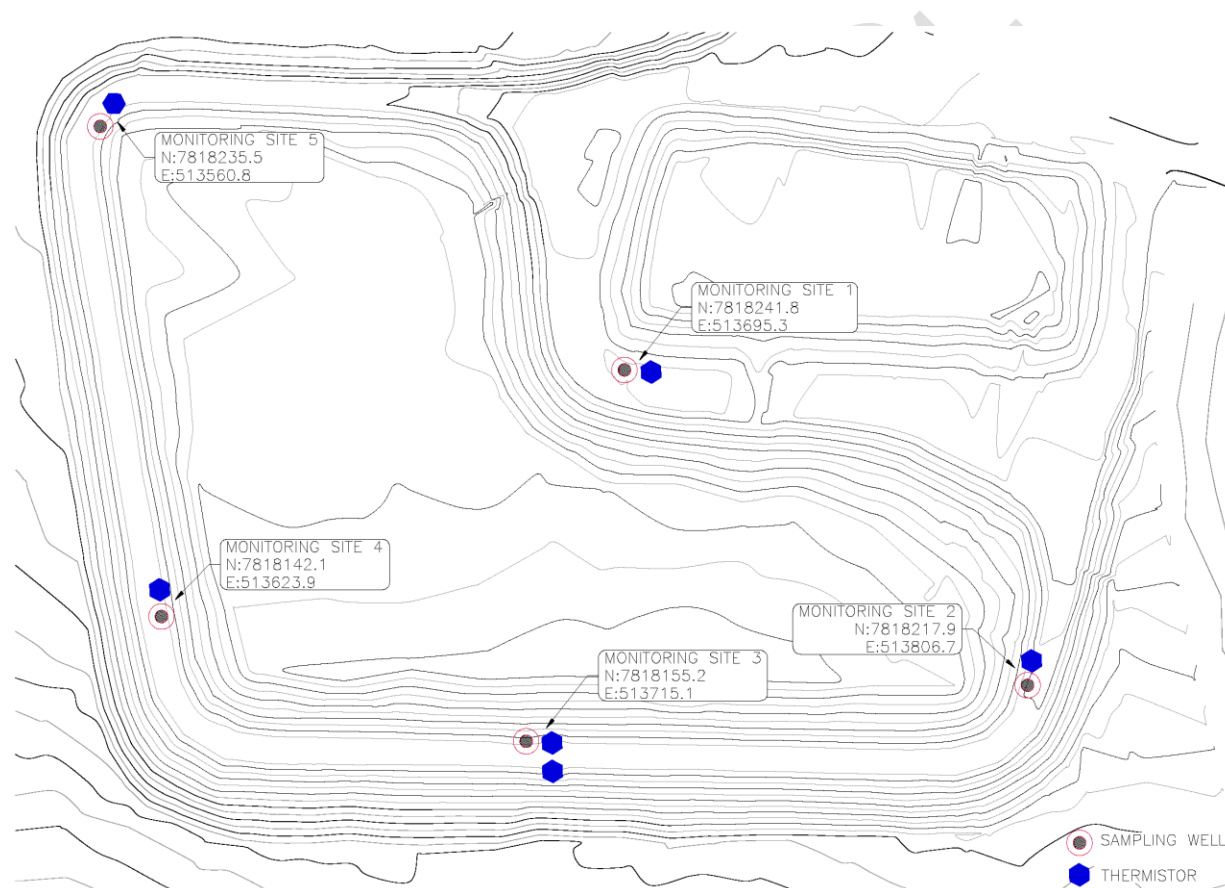 MONITORING SITE 5
N:7818235.5
E:513560.8
MONITORING SITE 1
N:7818241.8
E:513695.3
MONITORING SITE 4
N:7818142.1
E:513623.9
MONITORING SITE 2
N:7818217.9
E:513806.7
MONITORING SITE 3
N:7818155.2
E:513715.1
SAMPLING WELL
THERMISTOR